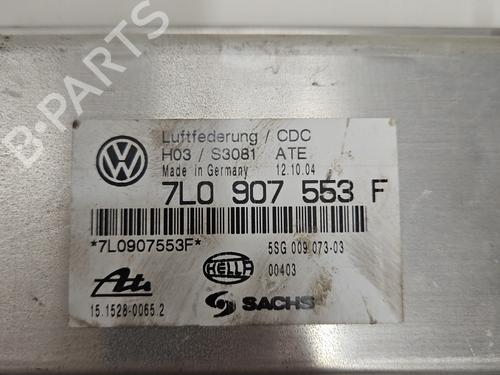 B-PARTS
Luftfederung / CDC
H03 / S3081 ATE
Made in Germany 12.10.04
7L0 907 553 F
*7L0907553F*
5SG 009 073-03
HELLA
00403
Ate
SACHS
15.1528-0065.2